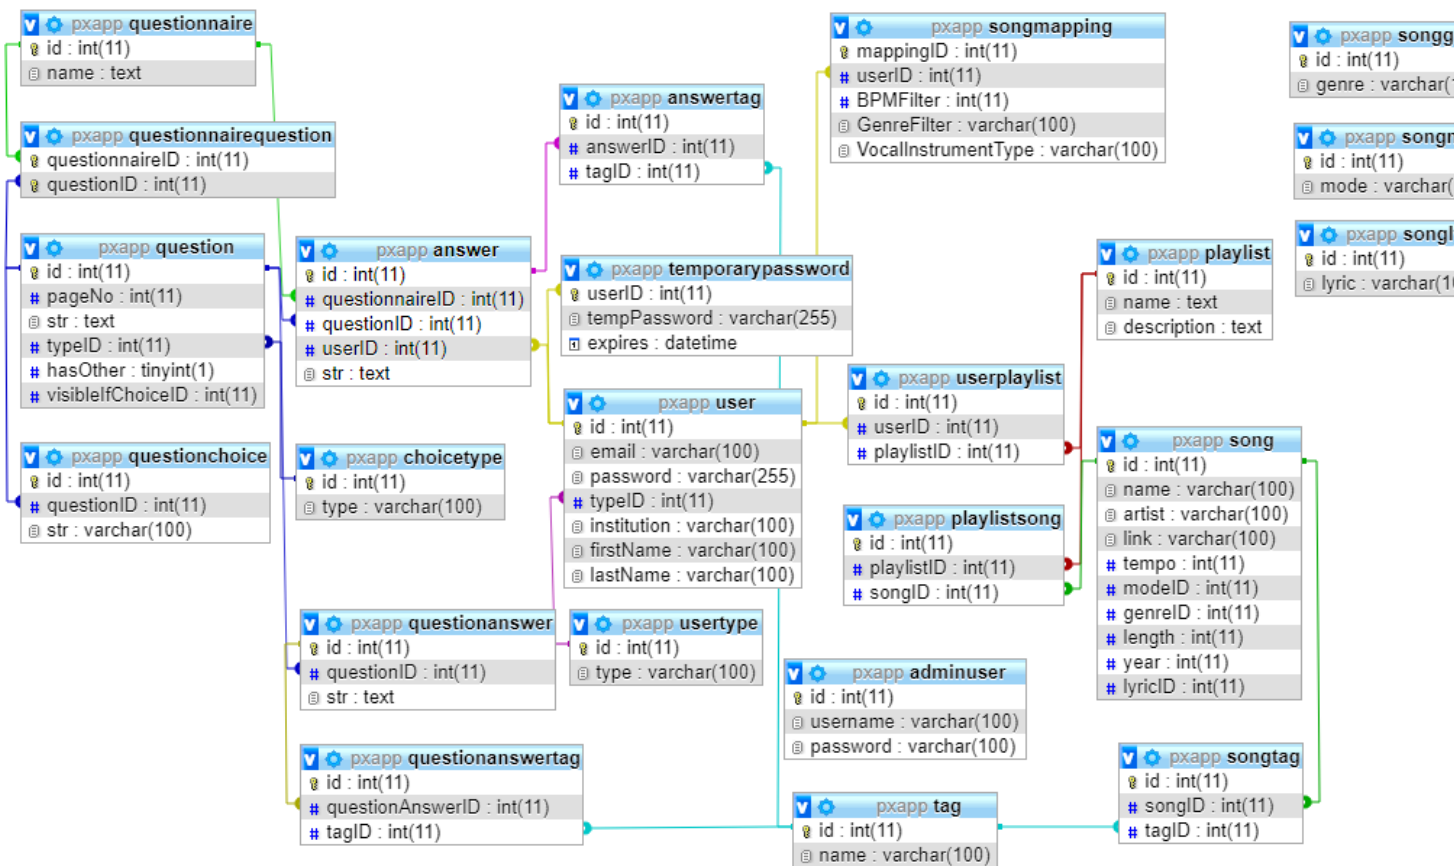 pxapp questionnaire
id : int(11)
name : text
pxapp questionnairequestion
questionnaireID : int(11)
questionID : int(11)
pxapp question
id : int(11)
pageNo : int(11)
str : text
typeID : int(11)
hasOther : tinyint(1)
visibleIfChoiceID : int(11)
pxapp questionchoice
id : int(11)
questionID : int(11)
str : varchar(100)
pxapp answer
id : int(11)
questionnaireID : int(11)
questionID : int(11)
userID : int(11)
str : text
pxapp choicetype
id : int(11)
type : varchar(100)
pxapp questionanswer
id : int(11)
questionID : int(11)
str : text
pxapp questionanswertag
id : int(11)
questionAnswerID : int(11)
tagID : int(11)
pxapp answertag
id : int(11)
answerID : int(11)
tagID : int(11)
pxapp temporarypassword
userID : int(11)
tempPassword : varchar(255)
expires : datetime
pxapp user
id : int(11)
email : varchar(100)
password : varchar(255)
typeID : int(11)
institution : varchar(100)
firstName : varchar(100)
lastName : varchar(100)
pxapp usertype
id : int(11)
type : varchar(100)
pxapp adminuser
id : int(11)
username : varchar(100)
password : varchar(100)
pxapp tag
id : int(11)
name : varchar(100)
pxapp songmapping
mappingID : int(11)
userID : int(11)
BPMFilter : int(11)
GenreFilter : varchar(100)
VocalInstrumentType : varchar(100)
pxapp userplaylist
id : int(11)
userID : int(11)
playlistID : int(11)
pxapp playlistsong
id : int(11)
playlistID : int(11)
songID : int(11)
pxapp playlist
id : int(11)
name : text
description : text
pxapp song
id : int(11)
name : varchar(100)
artist : varchar(100)
link : varchar(100)
tempo : int(11)
modeID : int(11)
genreID : int(11)
length : int(11)
year : int(11)
lyricID : int(11)
pxapp songtag
id : int(11)
songID : int(11)
tagID : int(11)
pxapp songg
id : int(11)
genre : varchar(
pxapp song
id : int(11)
mode : varchar(
pxapp songl
id : int(11)
lyric : varchar(1